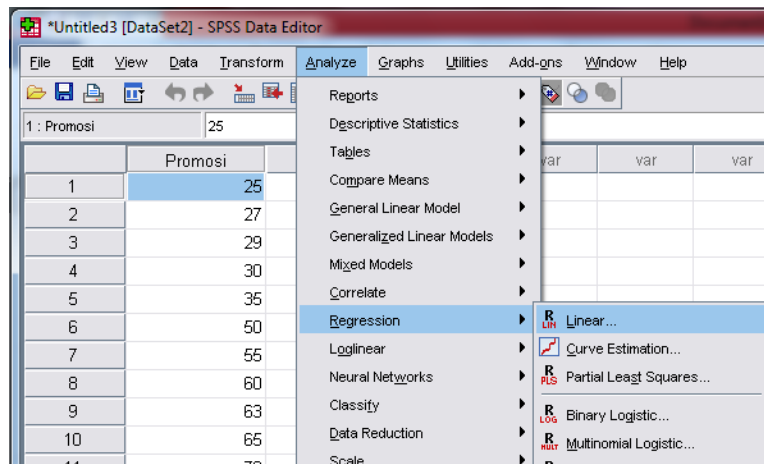 *Untitled3 [DataSet2] - SPSS Data Editor
File Edit View Data Transform Analyze Graphs Utilities Add-ons Window Help
1 : Promosi 25
Promosi var var var
1 25
2 27
3 29
4 30
5 35
6 50
7 55
8 60
9 63
10 65
Reports
Descriptive Statistics
Tables
Compare Means
General Linear Model
Generalized Linear Models
Mixed Models
Correlate
Regression
Loglinear
Neural Networks
Classify
Data Reduction
Scale
R LIN Linear...
Curve Estimation...
R PLS Partial Least Squares...
R LOG Binary Logistic...
R MULT Multinomial Logistic...